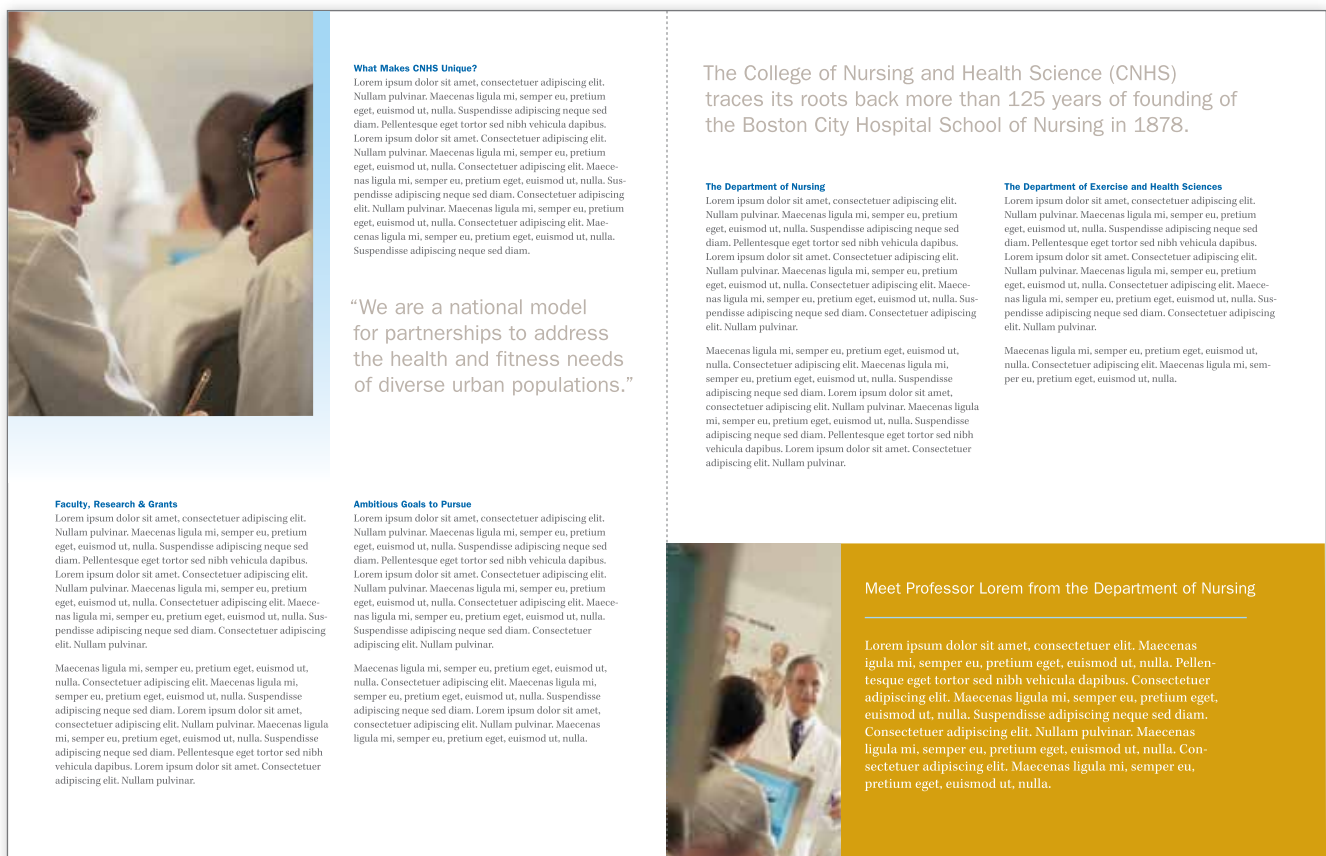 What Makes CNHS Unique?
Lorem ipsum dolor sit amet, consectetuer adipiscing elit.
Nullam pulvinar. Maecenas ligula mi, semper eu, pretium
eget, euismod ut, nulla. Suspendisse adipiscing neque sed
diam. Pellentesque eget tortor sed nibh vehicula dapibus.
Lorem ipsum dolor sit amet. Consectetuer adipiscing elit.
Nullam pulvinar. Maecenas ligula mi, semper eu, pretium
eget, euismod ut, nulla. Consectetuer adipiscing elit. Maece-
nas ligula mi, semper eu, pretium eget, euismod ut, nulla. Sus-
pendisse adipiscing neque sed diam. Consectetuer adipiscing
elit. Nullam pulvinar. Maecenas ligula mi, semper eu, pretium
eget, euismod ut, nulla. Consectetuer adipiscing elit. Mae-
cenas ligula mi, semper eu, pretium eget, euismod ut, nulla.
Suspendisse adipiscing neque sed diam.
“We are a national model
for partnerships to address
the health and fitness needs
of diverse urban populations.”
Faculty, Research & Grants
Lorem ipsum dolor sit amet, consectetuer adipiscing elit.
Nullam pulvinar. Maecenas ligula mi, semper eu, pretium
eget, euismod ut, nulla. Suspendisse adipiscing neque sed
diam. Pellentesque eget tortor sed nibh vehicula dapibus.
Lorem ipsum dolor sit amet. Consectetuer adipiscing elit.
Nullam pulvinar. Maecenas ligula mi, semper eu, pretium
eget, euismod ut, nulla. Consectetuer adipiscing elit. Maece-
nas ligula mi, semper eu, pretium eget, euismod ut, nulla. Sus-
pendisse adipiscing neque sed diam. Consectetuer adipiscing
elit. Nullam pulvinar.
Maecenas ligula mi, semper eu, pretium eget, euismod ut,
nulla. Consectetuer adipiscing elit. Maecenas ligula mi,
semper eu, pretium eget, euismod ut, nulla. Suspendisse
adipiscing neque sed diam. Lorem ipsum dolor sit amet,
consectetuer adipiscing elit. Nullam pulvinar. Maecenas ligula
mi, semper eu, pretium eget, euismod ut, nulla. Suspendisse
adipiscing neque sed diam. Pellentesque eget tortor sed nibh
vehicula dapibus. Lorem ipsum dolor sit amet. Consectetuer
adipiscing elit. Nullam pulvinar.
Ambitious Goals to Pursue
Lorem ipsum dolor sit amet, consectetuer adipiscing elit.
Nullam pulvinar. Maecenas ligula mi, semper eu, pretium
eget, euismod ut, nulla. Suspendisse adipiscing neque sed
diam. Pellentesque eget tortor sed nibh vehicula dapibus.
Lorem ipsum dolor sit amet. Consectetuer adipiscing elit.
Nullam pulvinar. Maecenas ligula mi, semper eu, pretium
eget, euismod ut, nulla. Consectetuer adipiscing elit. Maece-
nas ligula mi, semper eu, pretium eget, euismod ut, nulla.
Suspendisse adipiscing neque sed diam. Consectetuer
adipiscing elit. Nullam pulvinar.
Maecenas ligula mi, semper eu, pretium eget, euismod ut,
nulla. Consectetuer adipiscing elit. Maecenas ligula mi,
semper eu, pretium eget, euismod ut, nulla. Suspendisse
adipiscing neque sed diam. Lorem ipsum dolor sit amet,
consectetuer adipiscing elit. Nullam pulvinar. Maecenas
ligula mi, semper eu, pretium eget, euismod ut, nulla.
The College of Nursing and Health Science (CNHS)
traces its roots back more than 125 years of founding of
the Boston City Hospital School of Nursing in 1878.
The Department of Nursing
Lorem ipsum dolor sit amet, consectetuer adipiscing elit.
Nullam pulvinar. Maecenas ligula mi, semper eu, pretium
eget, euismod ut, nulla. Suspendisse adipiscing neque sed
diam. Pellentesque eget tortor sed nibh vehicula dapibus.
Lorem ipsum dolor sit amet. Consectetuer adipiscing elit.
Nullam pulvinar. Maecenas ligula mi, semper eu, pretium
eget, euismod ut, nulla. Consectetuer adipiscing elit. Maece-
nas ligula mi, semper eu, pretium eget, euismod ut, nulla. Sus-
pendisse adipiscing neque sed diam. Consectetuer adipiscing
elit. Nullam pulvinar.
Maecenas ligula mi, semper eu, pretium eget, euismod ut,
nulla. Consectetuer adipiscing elit. Maecenas ligula mi,
semper eu, pretium eget, euismod ut, nulla. Suspendisse
adipiscing neque sed diam. Lorem ipsum dolor sit amet,
consectetuer adipiscing elit. Nullam pulvinar. Maecenas ligula
mi, semper eu, pretium eget, euismod ut, nulla. Suspendisse
adipiscing neque sed diam. Pellentesque eget tortor sed nibh
vehicula dapibus. Lorem ipsum dolor sit amet. Consectetuer
adipiscing elit. Nullam pulvinar.
The Department of Exercise and Health Sciences
Lorem ipsum dolor sit amet, consectetuer adipiscing elit.
Nullam pulvinar. Maecenas ligula mi, semper eu, pretium
eget, euismod ut, nulla. Suspendisse adipiscing neque sed
diam. Pellentesque eget tortor sed nibh vehicula dapibus.
Lorem ipsum dolor sit amet. Consectetuer adipiscing elit.
Nullam pulvinar. Maecenas ligula mi, semper eu, pretium
eget, euismod ut, nulla. Consectetuer adipiscing elit. Maece-
nas ligula mi, semper eu, pretium eget, euismod ut, nulla. Sus-
pendisse adipiscing neque sed diam. Consectetuer adipiscing
elit. Nullam pulvinar.
Maecenas ligula mi, semper eu, pretium eget, euismod ut,
nulla. Consectetuer adipiscing elit. Maecenas ligula mi, sem-
per eu, pretium eget, euismod ut, nulla.
Meet Professor Lorem from the Department of Nursing
Lorem ipsum dolor sit amet, consectetuer elit. Maecenas
igula mi, semper eu, pretium eget, euismod ut, nulla. Pellen-
tesque eget tortor sed nibh vehicula dapibus. Consectetuer
adipiscing elit. Maecenas ligula mi, semper eu, pretium eget,
euismod ut, nulla. Suspendisse adipiscing neque sed diam.
Consectetuer adipiscing elit. Nullam pulvinar. Maecenas
ligula mi, semper eu, pretium eget, euismod ut, nulla. Con-
sectetuer adipiscing elit. Maecenas ligula mi, semper eu,
pretium eget, euismod ut, nulla.